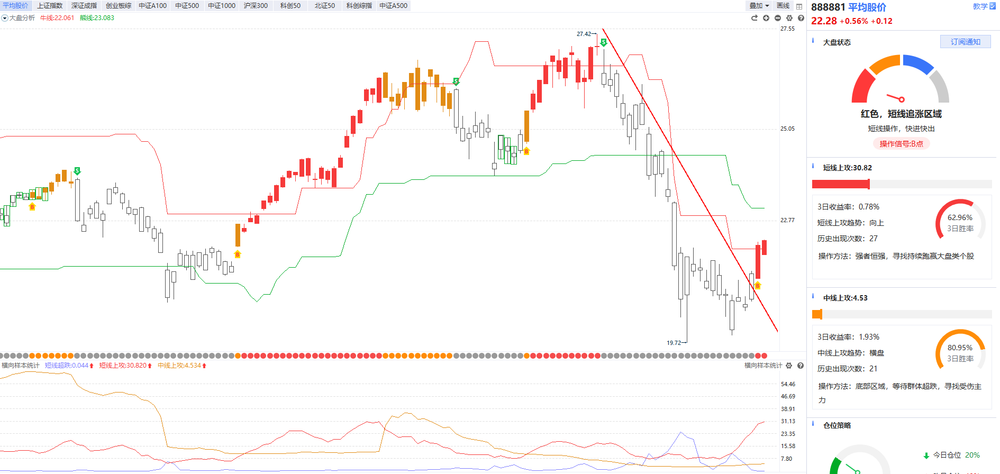 平均股价 上证指数 深证成指 创业板综 中证A100 中证500 中证1000 沪深300 科创50 北证50 科创综指 中证A500 叠加 画线
大盘分析 牛线:22.061 熊线:23.083
27.55
27.42
S
S
25.05
B
S
B
22.77
B
B
19.72
横向样本统计 短线超跌:0.044 短线上攻:30.820 中线上攻:4.534 横向样本统计
54.46
46.69
38.91
31.13
23.35
15.58
7.80
888881 平均股价 教学
22.28 +0.56% +0.12
大盘状态 订阅通知
红色，短线追涨区域
短线操作，快进快出
操作信号:B点
短线上攻:30.82
3日收益率：0.78%
短线上攻趋势：向上
历史出现次数：27
62.96%
3日胜率
操作方法：强者恒强，寻找持续跑赢大盘类个股
中线上攻:4.53
3日收益率：1.93%
中线上攻趋势：横盘
历史出现次数：21
80.95%
3日胜率
操作方法：底部区域，等待群体超跌，寻找受伤主
力
仓位策略
今日仓位 20%